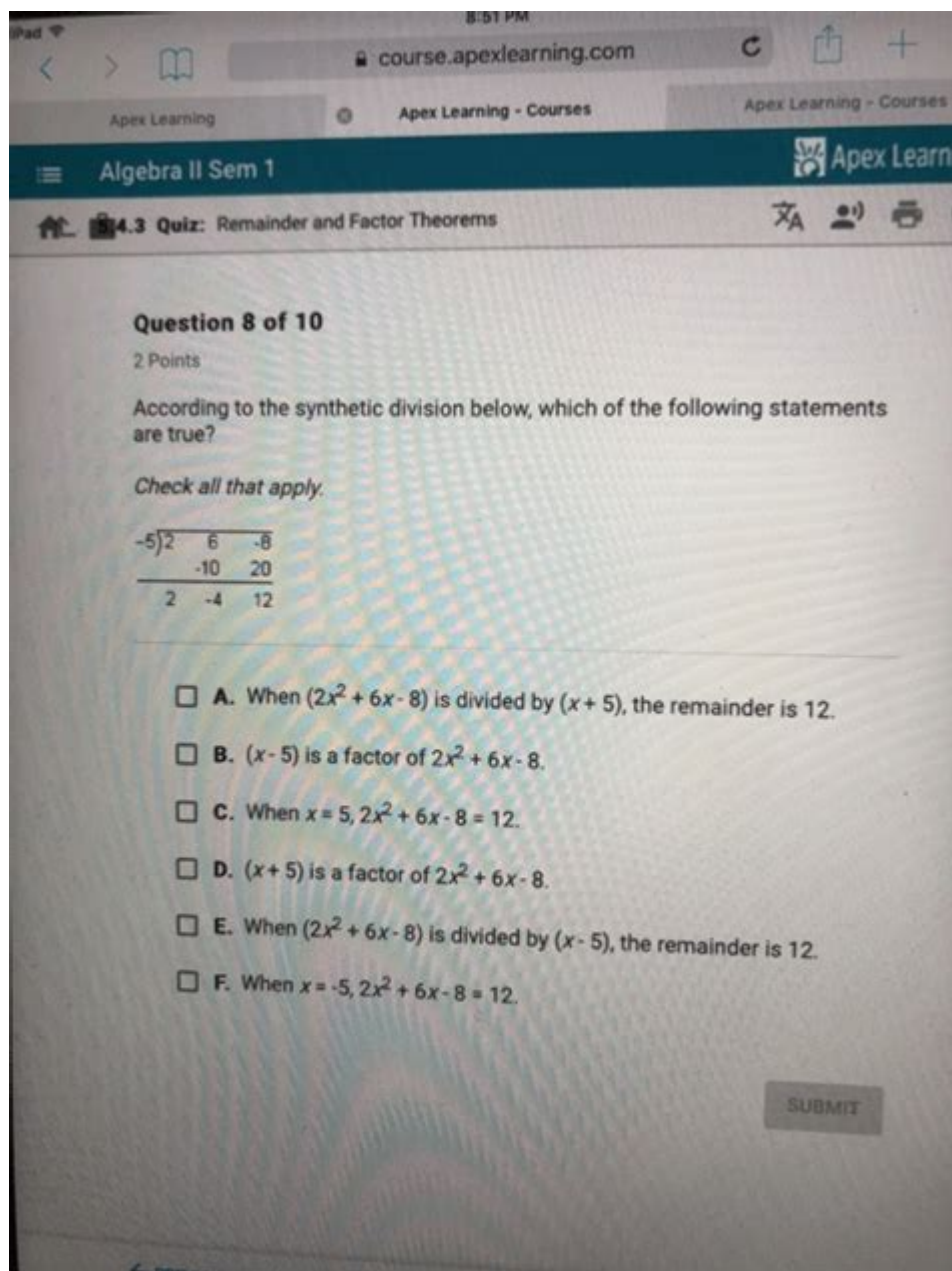 iPad
8:51 PM
course.apexlearning.com
Apex Learning
Apex Learning - Courses
Apex Learning - Courses
Algebra II Sem 1
Apex Learn
4.3 Quiz: Remainder and Factor Theorems
Question 8 of 10
2 Points
According to the synthetic division below, which of the following statements
are true?
Check all that apply.
-5)2 6 -8
-10 20
2 -4 12
A. When (2x² + 6x - 8) is divided by (x + 5), the remainder is 12.
B. (x - 5) is a factor of 2x² + 6x - 8.
C. When x = 5, 2x² + 6x - 8 = 12.
D. (x + 5) is a factor of 2x² + 6x - 8.
E. When (2x² + 6x - 8) is divided by (x - 5), the remainder is 12.
F. When x = -5, 2x² + 6x - 8 = 12.
SUBMIT